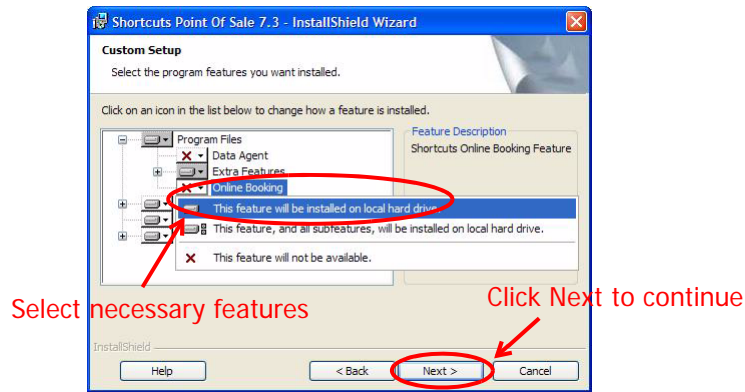 Shortcuts Point Of Sale 7.3 - InstallShield Wizard
Custom Setup
Select the program features you want installed.
Click on an icon in the list below to change how a feature is installed.
Program Files
Data Agent
Extra Features
Online Booking
This feature will be installed on local hard drive.
This feature, and all subfeatures, will be installed on local hard drive.
This feature will not be available.
Feature Description
Shortcuts Online Booking Feature
Select necessary features
Click Next to continue
InstallShield
Help
< Back
Next >
Cancel